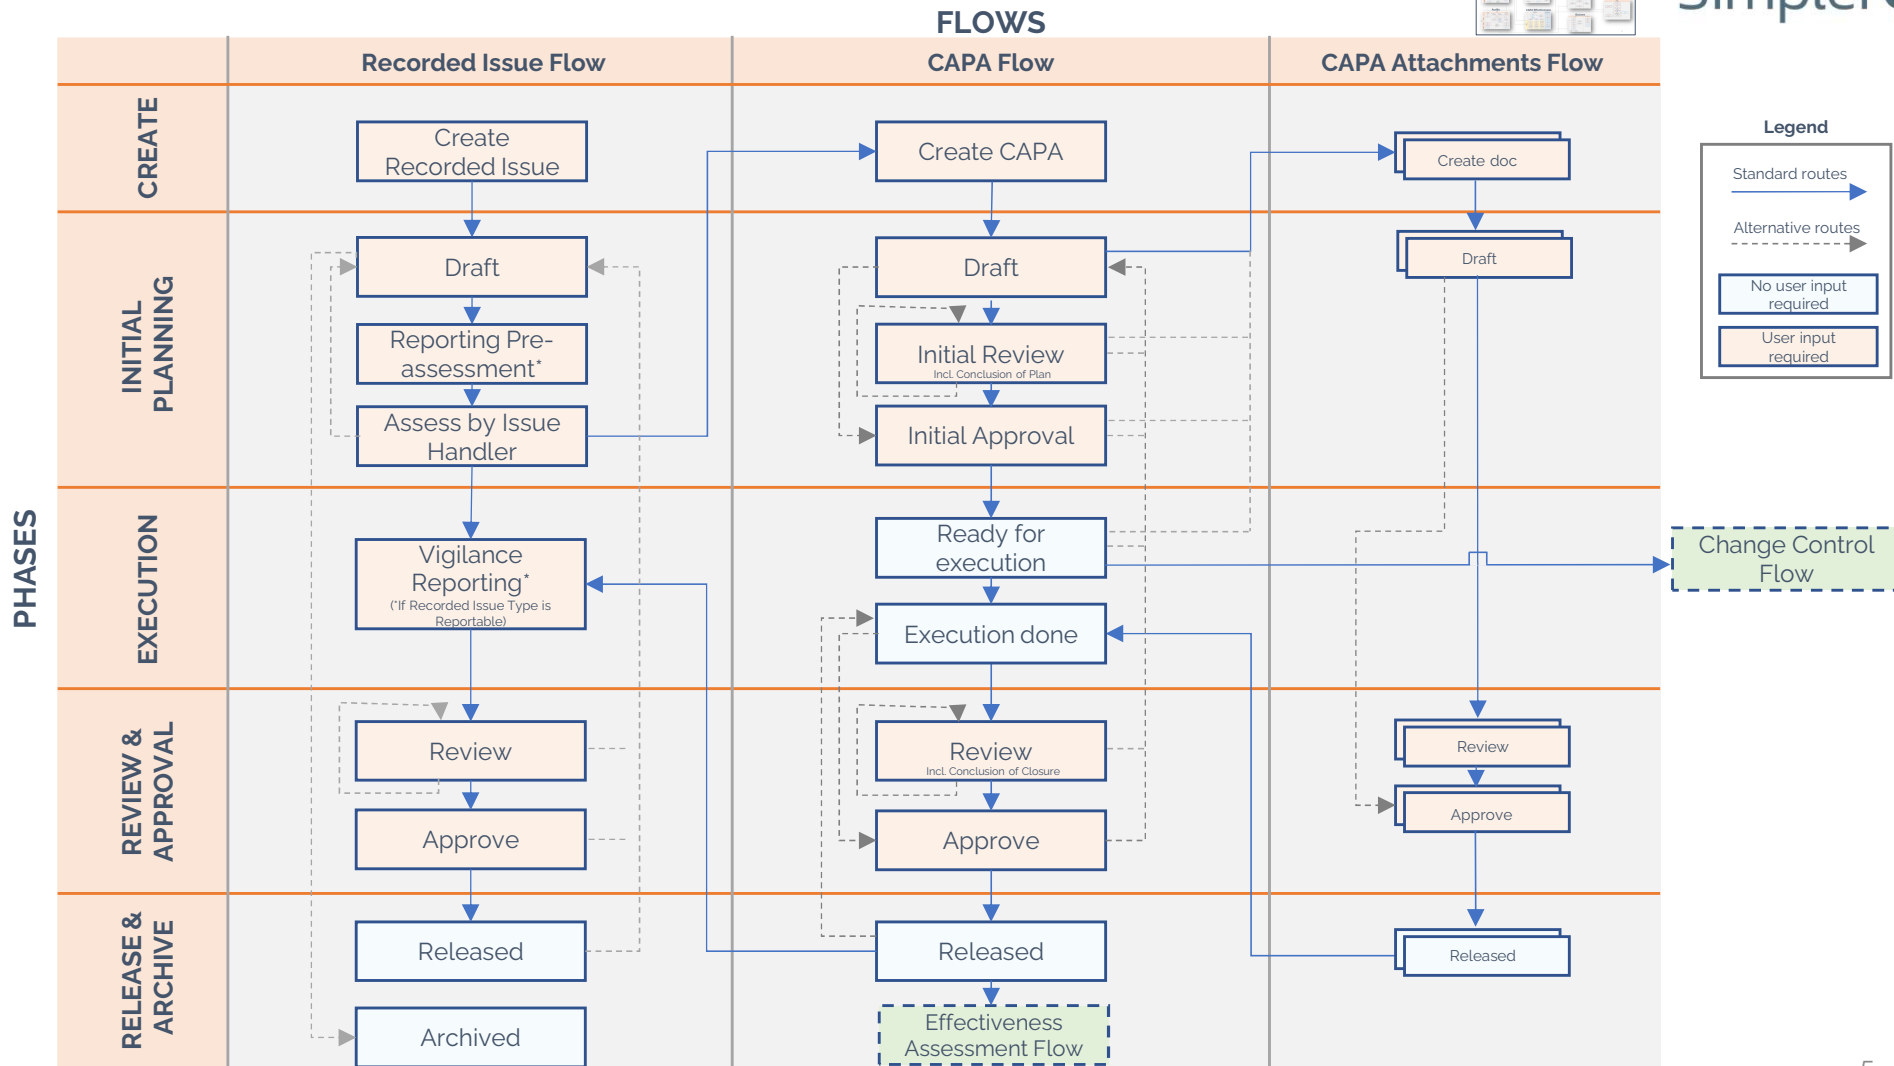 FLOWS
Recorded Issue Flow
CAPA Flow
CAPA Attachments Flow
PHASES
CREATE
Create
Recorded Issue
Create CAPA
Create doc
INITIAL
PLANNING
Draft
Reporting Pre-
assessment*
Assess by Issue
Handler
Draft
Initial Review
Incl. Conclusion of Plan
Initial Approval
Draft
EXECUTION
Vigilance
Reporting*
(*If Recorded Issue Type is
Reportable)
Ready for
execution
Execution done
Change Control
Flow
REVIEW &
APPROVAL
Review
Approve
Review
Incl. Conclusion of Closure
Approve
Review
Approve
RELEASE &
ARCHIVE
Released
Archived
Released
Effectiveness
Assessment Flow
Released
Legend
Standard routes
Alternative routes
No user input
required
User input
required